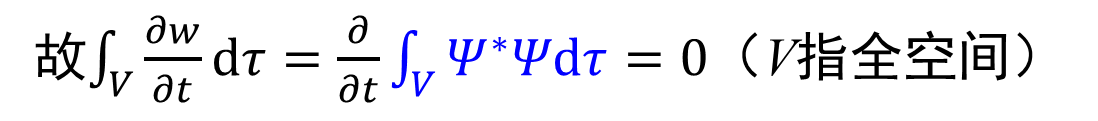 故∫_V ∂w/∂t dτ = ∂/∂t ∫_V Ψ*Ψdτ = 0（V指全空间）